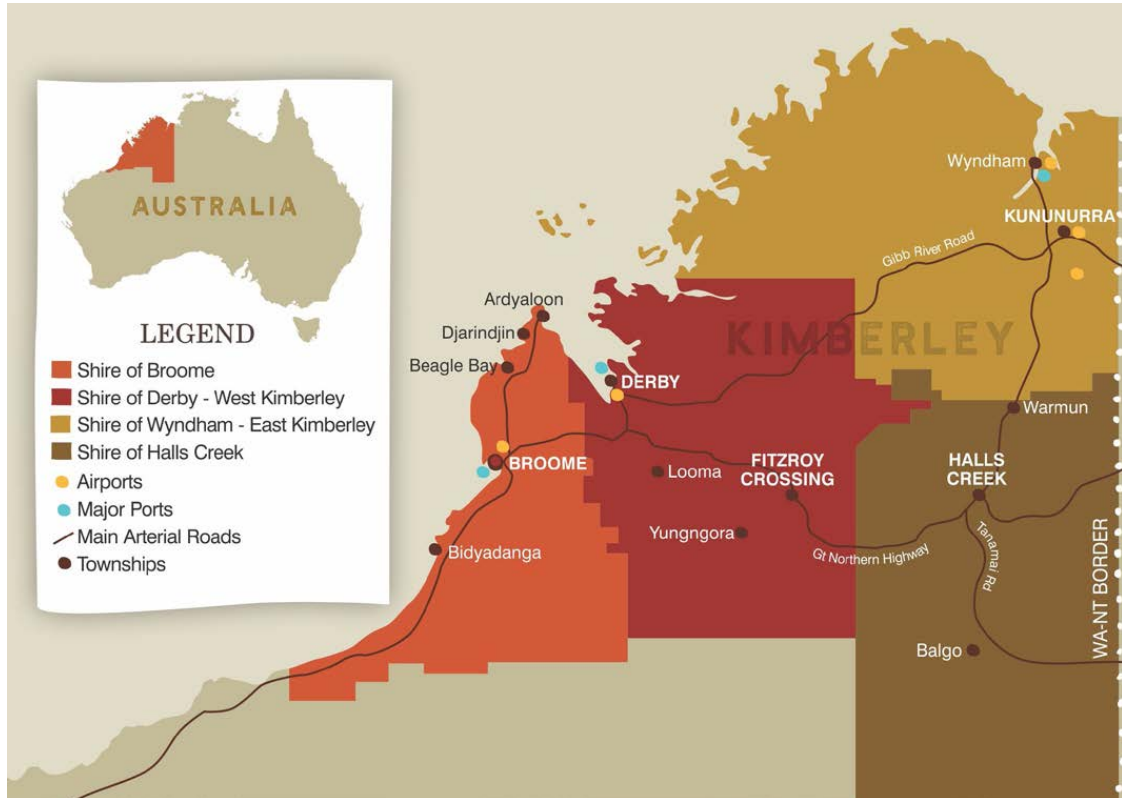 AUSTRALIA
LEGEND
Shire of Broome
Shire of Derby - West Kimberley
Shire of Wyndham - East Kimberley
Shire of Halls Creek
Airports
Major Ports
Main Arterial Roads
Townships
Wyndham
KUNUNURRA
Gibb River Road
Ardyaloon
Djarindjin
KIMBERLEY
Beagle Bay
DERBY
Warmun
BROOME
Looma
FITZROY
CROSSING
HALLS
CREEK
Yungngora
Bidyadanga
Gt Northern Highway
Tanamai Rd
WA-NT BORDER
Balgo